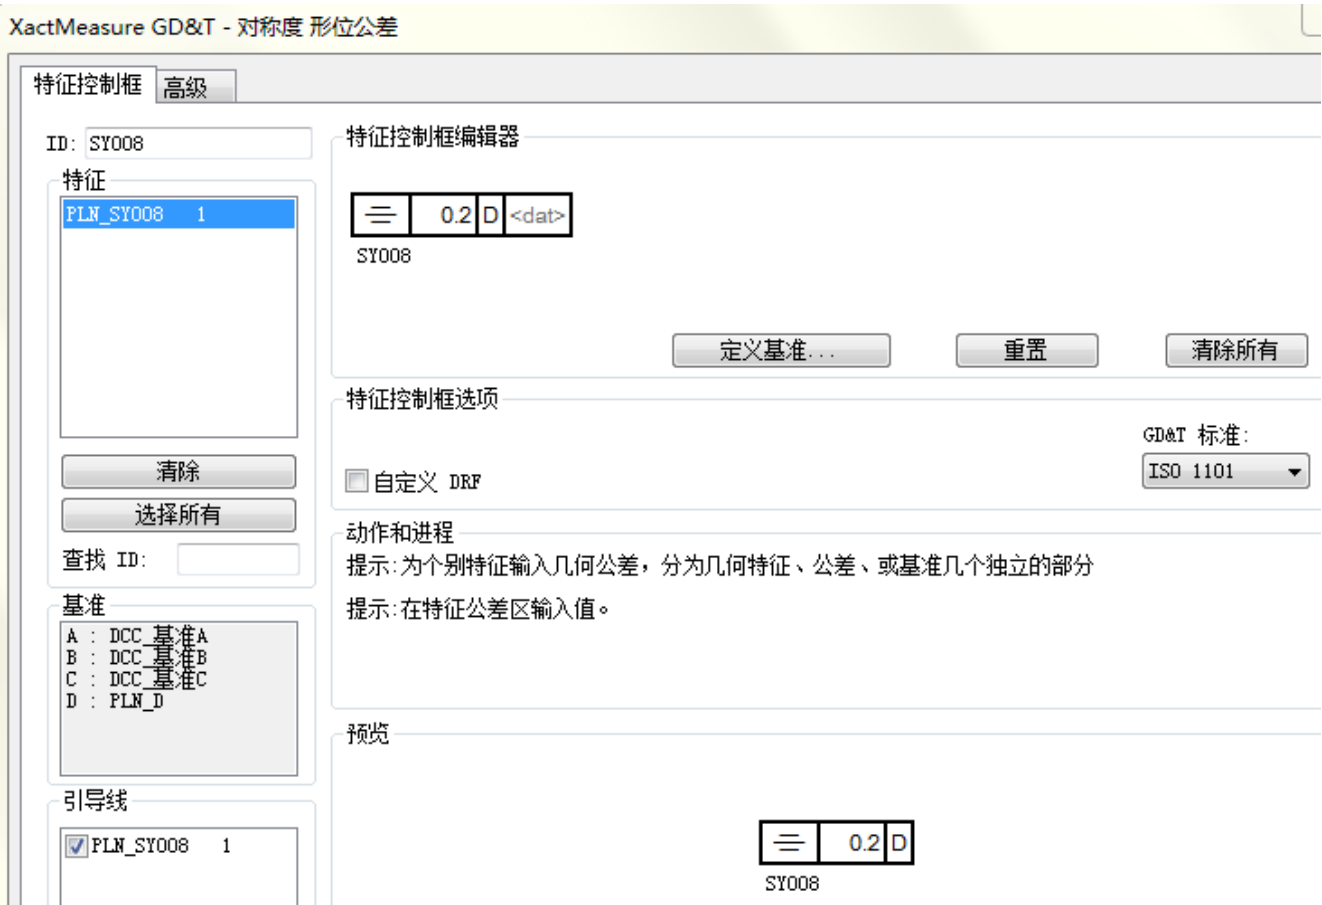 XactMeasure GD&T - 对称度 形位公差
特征控制框 高级
ID: SY008
特征
PLN_SY008 1
清除
选择所有
查找 ID:
基准
A : DCC_基准A
B : DCC_基准B
C : DCC_基准C
D : PLN_D
引导线
PLN_SY008 1
特征控制框编辑器
0.2 D <dat>
SY008
定义基准... 重置 清除所有
特征控制框选项
GD&T 标准:
自定义 DRF
ISO 1101
动作和进程
提示:为个别特征输入几何公差，分为几何特征、公差、或基准几个独立的部分
提示:在特征公差区输入值。
预览
0.2 D
SY008